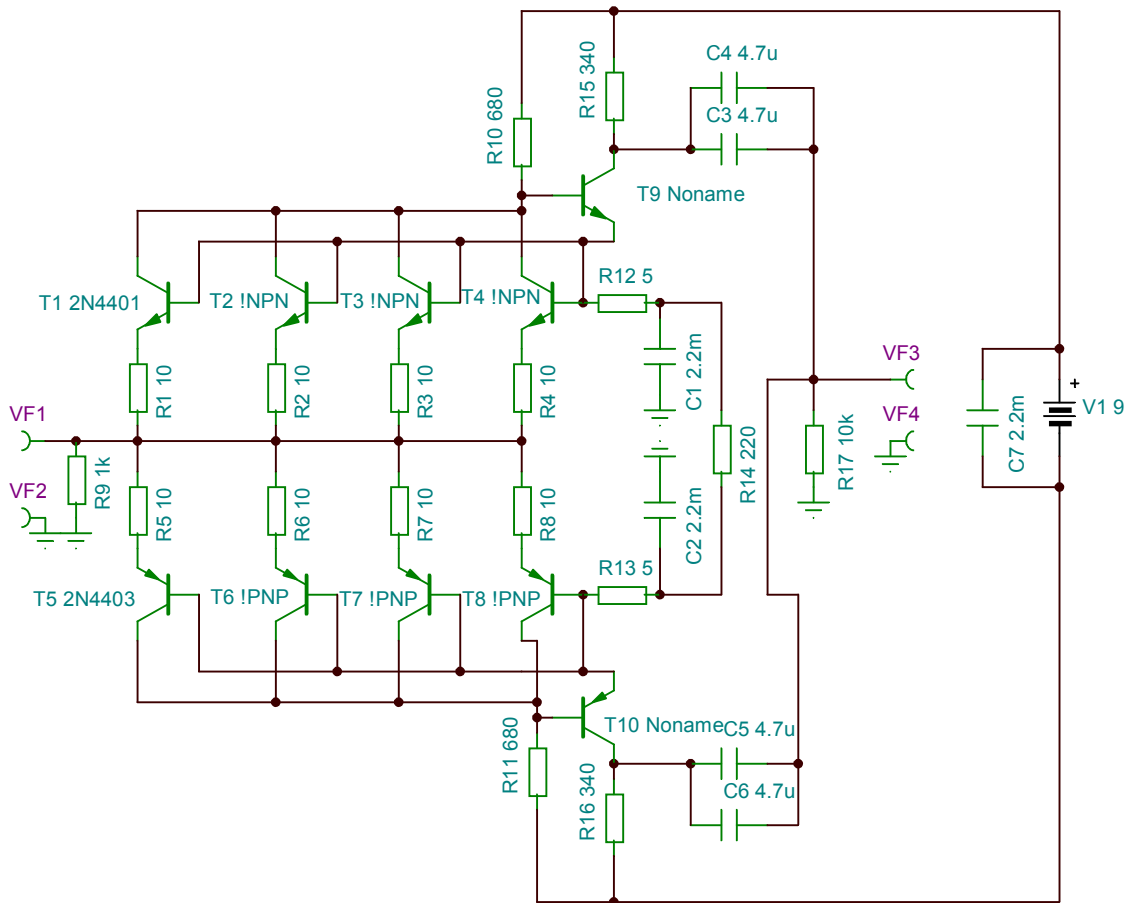 C4 4.7u
R15 340
C3 4.7u
R10 680
T9 Noname
R12 5
T1 2N4401
T2 !NPN
T3 !NPN
T4 !NPN
C1 2.2m
VF3
+
V1 9
R1 10
R2 10
R3 10
R4 10
VF1
VF4
R14 220
R17 10k
C7 2.2m
R9 1k
VF2
R5 10
R6 10
R7 10
R8 10
C2 2.2m
R13 5
T5 2N4403
T6 !PNP
T7 !PNP
T8 !PNP
T10 Noname
C5 4.7u
R11 680
R16 340
C6 4.7u